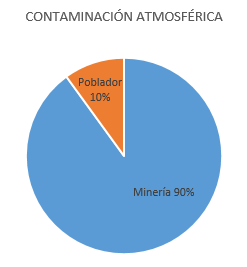 CONTAMINACIÓN ATMOSFÉRICA
Poblador
10%
Minería 90%